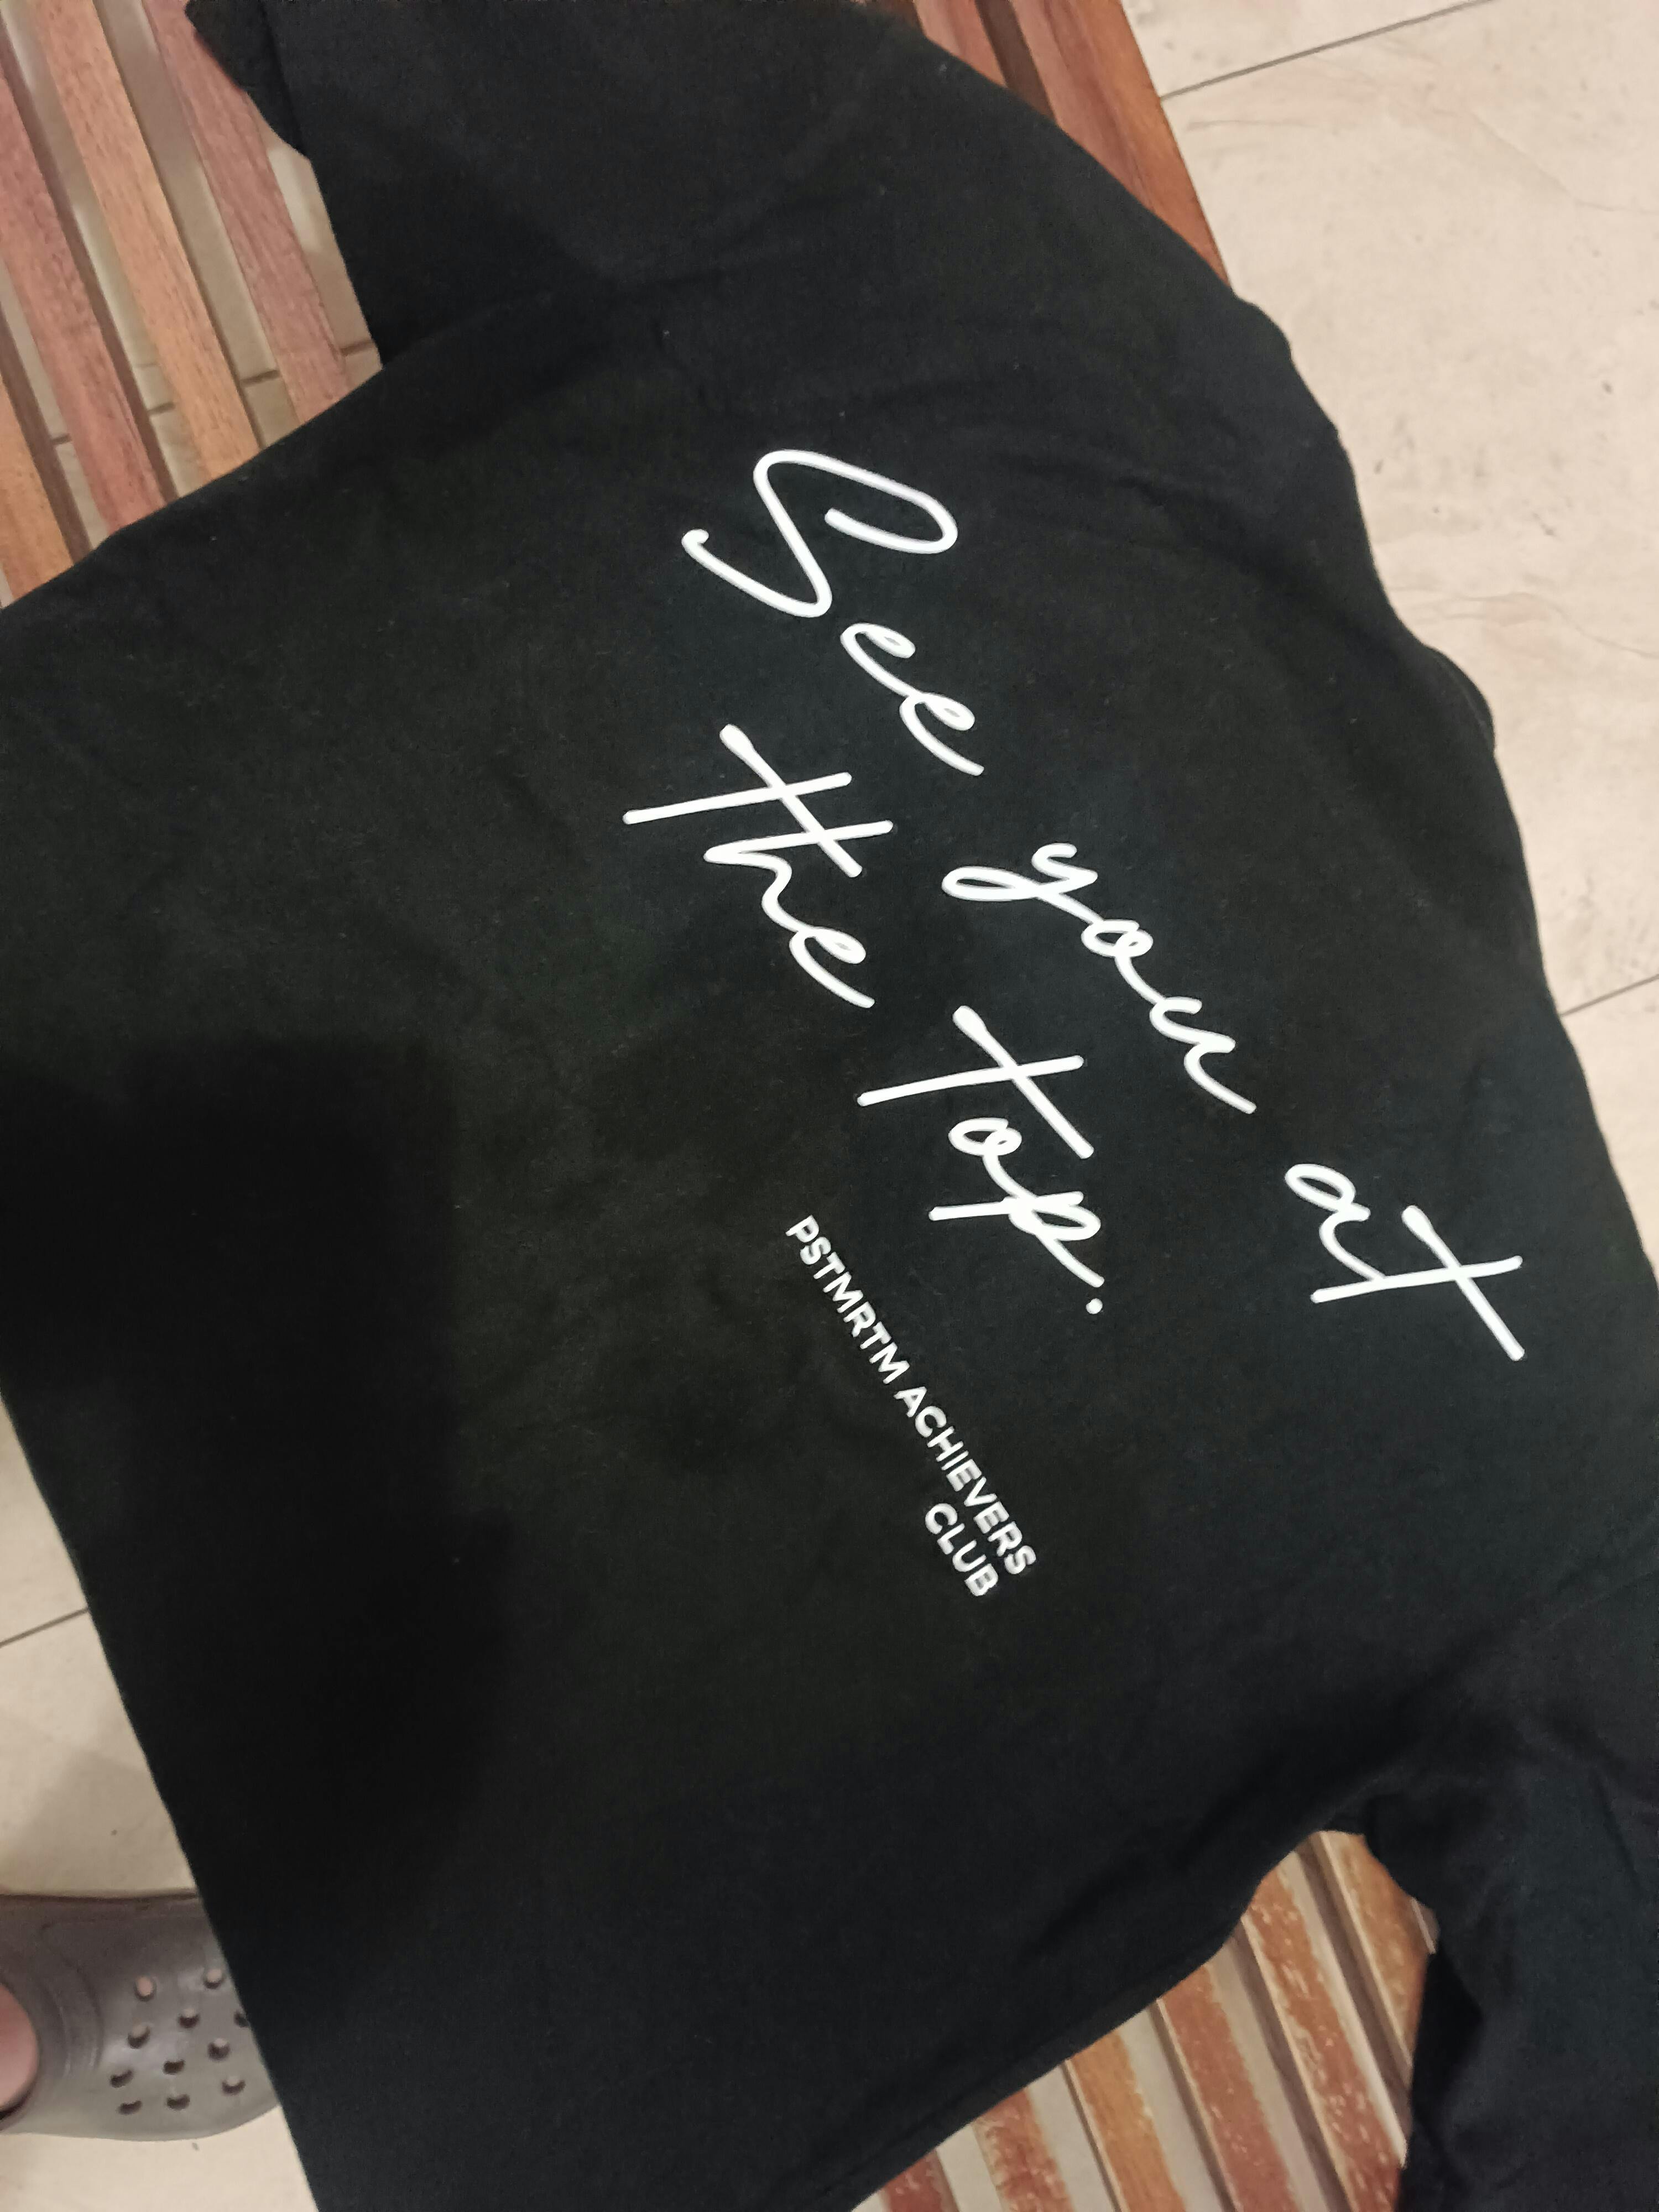 See you at
the top.
PSTMRTM ACHIEVERS
CLUB